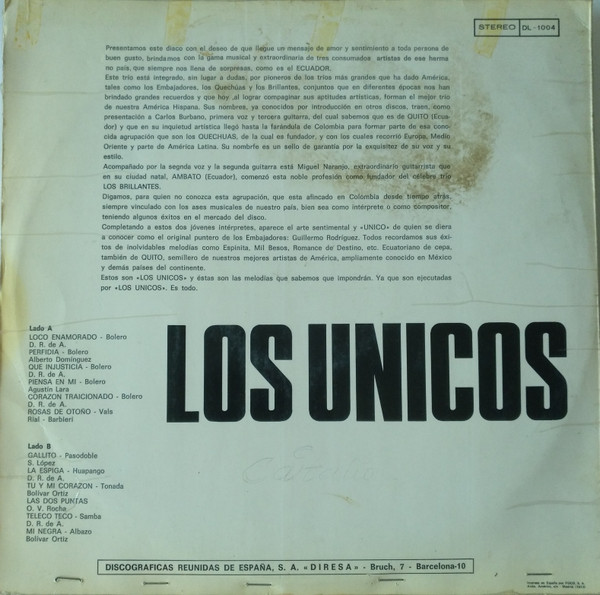 STEREO DL-1004
Presentamos este disco con el deseo de que llegue un mensaje de amor y sentimiento a toda persona de
buen gusto, brindamos con la gama musical y extraordinaria de tres consumados artistas de ese herma
no país, que siempre nos llena de sorpresas, como es el ECUADOR.
Este trío está integrado, sin lugar a dudas, por pioneros de los tríos más grandes que ha dado América,
tales como los Embajadores, los Quechúas y los Brillantes, conjuntos que en diferentes épocas nos han
brindado grandes recuerdos y que hoy ,al lograr compaginar sus aptitudes artísticas, forman el mejor trio
de nuestra América Hispana. Sus nombres, ya conocidos por introducción en otros discos, traen, como
presentación a Carlos Burbano, primera voz y tercera guitarra, del cual sabemos que es de QUITO (Ecua-
dor) y que en su inquietud artística llegó hasta la farándula de Colombia para formar parte de esa cono
cida agrupación que son los QUECHUAS, de la cual es fundador, y con los cuales recorrió Europa, Medio
Oriente y parte de América Latina. Su nombre es un sello de garantía por la exquisitez de su voz y su
estilo.
Acompañado por la segnda voz y la segunda guitarra está Miguel Naranjo, extraordinario guitarrista que
en su ciudad natal, AMBATO (Ecuador), comenzó esta noble profesión como fundador del célebre trío
LOS BRILLANTES.
Digamos, para quien no conozca esta agrupación, que esta afincado en Colombia desde tiempo atrás,
siempre vinculado con los ases musicales de nuestro país, bien sea como intérprete o como compositor,
teniendo algunos éxitos en el mercado del disco.
Completando a estos dos jóvenes intérpretes, aparece el arte sentimental y «UNICO» de quien se diera
a conocer como el original puntero de los Embajadores: Guillermo Rodríguez. Todos recordamos sus éxi-
tos de inolvidables melodías como Espinita, Mil Besos, Romance de Destino, etc. Ecuatoriano de cepa,
también de QUITO, semillero de nuestros mejores artistas de América, ampliamente conocido en México
y demás países del continente.
Estos son «LOS UNICOS» y éstas son las melodías que sabemos que impondrán. Ya que son ejecutadas
por «LOS UNICOS». Es todo.
Lado A
LOCO ENAMORADO - Bolero
D. R. de A.
PERFIDIA - Bolero
Alberto Domínguez
QUE INJUSTICIA - Bolero
D. R. de A.
PIENSA EN MI - Bolero
Agustín Lara
CORAZON TRAICIONADO - Bolero
D. R. de A.
ROSAS DE OTOÑO - Vals
Rial - Barbieri
LOS UNICOS
Lado B
GALLITO - Pasodoble
S. López
LA ESPIGA - Huapango
D. R. de A.
TU Y MI CORAZON - Tonada
Bolívar Ortiz
LAS DOS PUNTAS
O. V. Rocha
TELECO TECO - Samba
D. R. de A.
MI NEGRA - Albazo
Bolívar Ortiz
DISCOGRAFICAS REUNIDAS DE ESPAÑA, S. A. «DIRESA» - Bruch, 7 - Barcelona-10